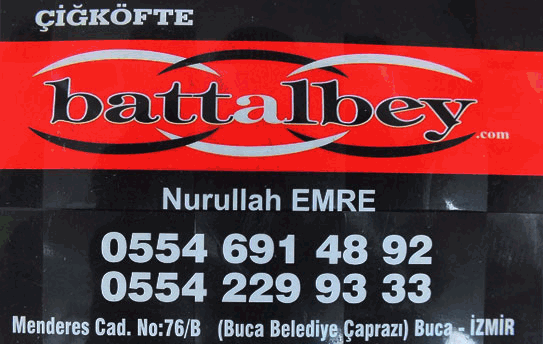 ÇİĞKÖFTE
battalbey
.com
Nurullah EMRE
0554 691 48 92
0554 229 93 33
Menderes Cad. No:76/B (Buca Belediye Çaprazı) Buca - İZMİR